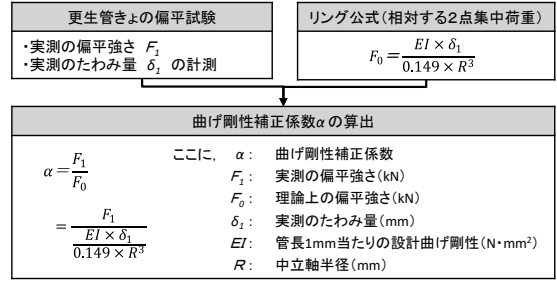 更生管きょの偏平試験
・実測の偏平強さ F₁
・実測のたわみ量 δ₁ の計測
リング公式(相対する2点集中荷重)
F₀ = EI × δ₁ / 0.149 × R³
曲げ剛性補正係数αの算出
α = F₁ / F₀
= F₁ / (EI × δ₁ / 0.149 × R³)
ここに, α: 曲げ剛性補正係数
F₁: 実測の偏平強さ(kN)
F₀: 理論上の偏平強さ(kN)
δ₁: 実測のたわみ量(mm)
EI: 管長1mm当たりの設計曲げ剛性(N・mm²)
R: 中立軸半径(mm)